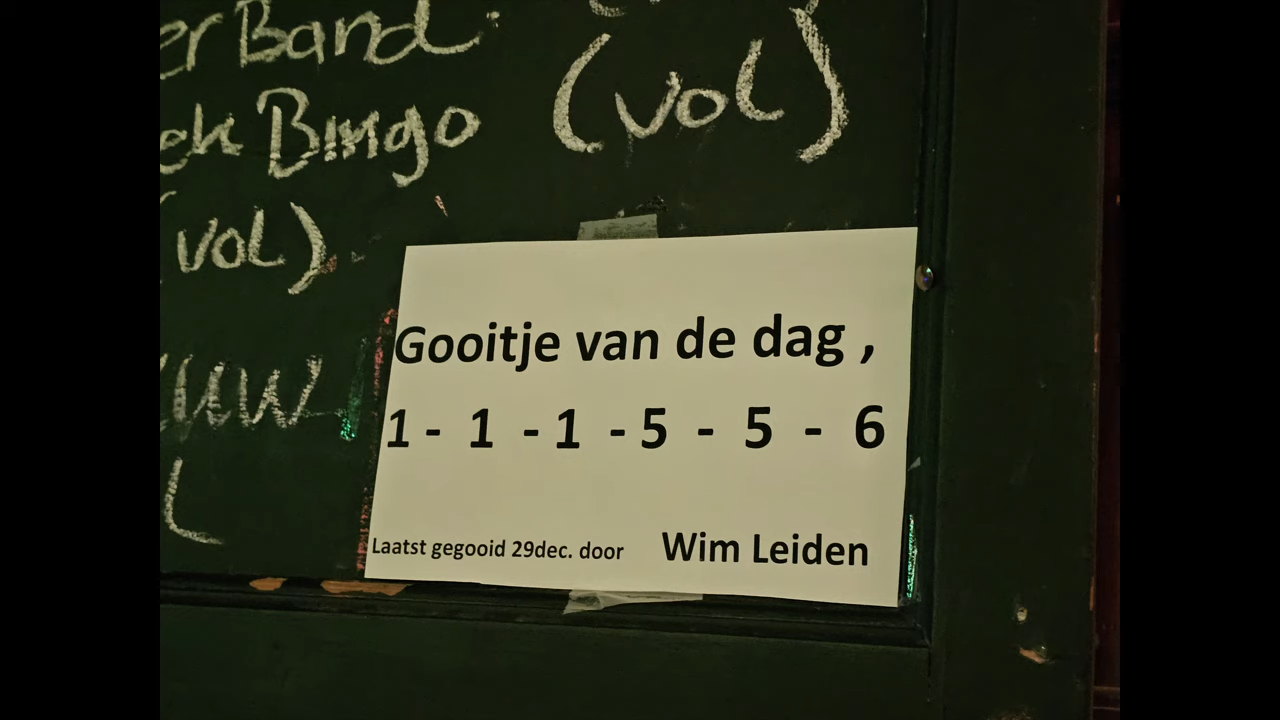 Band
(vol)
Bingo
vol)
Gooitje van de dag ,
1 - 1 - 1 - 5 - 5 - 6
Laatst gegooid 29dec. door Wim Leiden